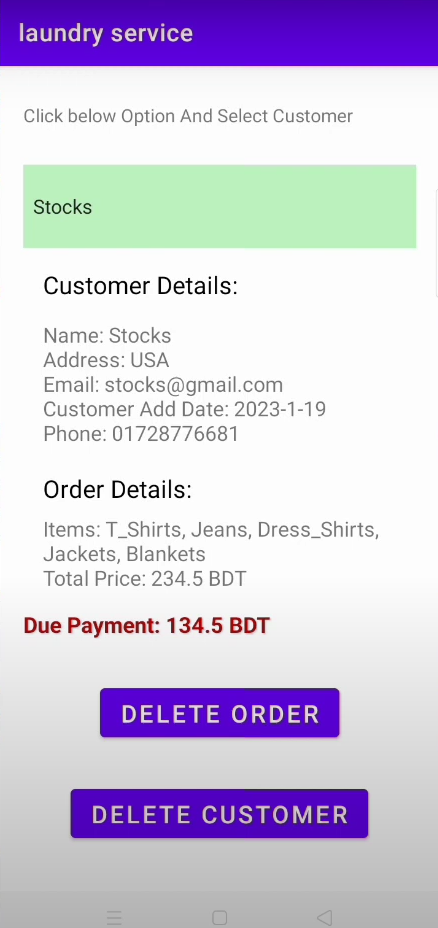 laundry service
Click below Option And Select Customer
Stocks
Customer Details:
Name: Stocks
Address: USA
Email: stocks@gmail.com
Customer Add Date: 2023-1-19
Phone: 01728776681
Order Details:
Items: T_Shirts, Jeans, Dress_Shirts,
Jackets, Blankets
Total Price: 234.5 BDT
Due Payment: 134.5 BDT
DELETE ORDER
DELETE CUSTOMER